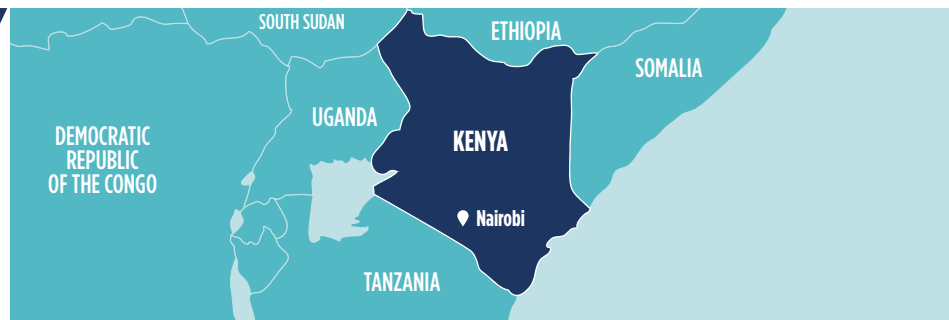 SOUTH SUDAN
ETHIOPIA
SOMALIA
UGANDA
DEMOCRATIC
REPUBLIC
OF THE CONGO
KENYA
Nairobi
TANZANIA